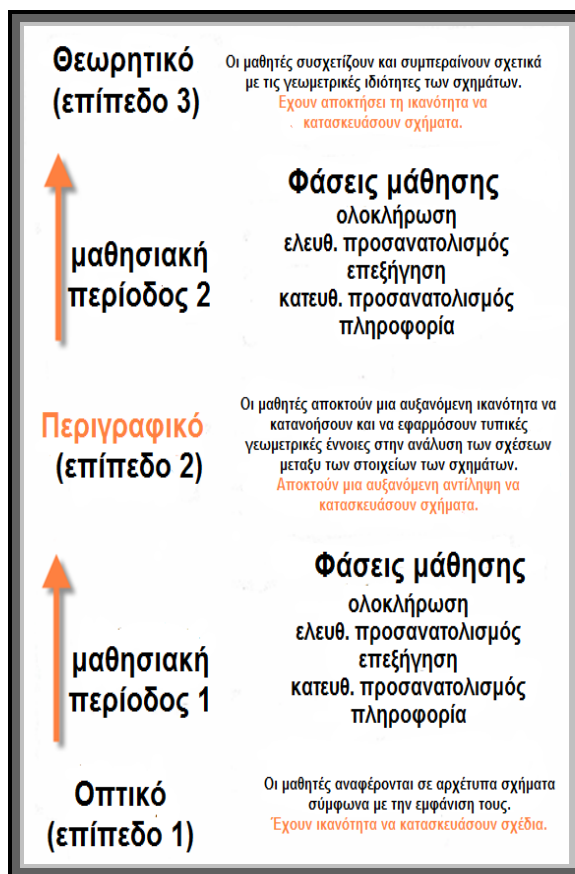 Θεωρητικό
(επίπεδο 3)
Οι μαθητές συσχετίζουν και συμπεραίνουν σχετικά
με τις γεωμετρικές ιδιότητες των σχημάτων.
Εχουν αποκτήσει τη ικανότητα να
κατασκευάσουν σχήματα.
μαθησιακή
περίοδος 2
Φάσεις μάθησης
ολοκλήρωση
ελευθ. προσανατολισμός
επεξήγηση
κατευθ. προσανατολισμός
πληροφορία
Περιγραφικό
(επίπεδο 2)
Οι μαθητές αποκτούν μια αυξανόμενη ικανότητα να
κατανοήσουν και να εφαρμόσουν τυπικές
γεωμετρικές έννοιες στην ανάλυση των σχέσεων
μεταξυ των στοιχείων των σχημάτων.
Αποκτούν μια αυξανόμενη αντίληψη να
κατασκευάσουν σχήματα.
μαθησιακή
περίοδος 1
Φάσεις μάθησης
ολοκλήρωση
ελευθ. προσανατολισμός
επεξήγηση
κατευθ. προσανατολισμός
πληροφορία
Οπτικό
(επίπεδο 1)
Οι μαθητές αναφέρονται σε αρχέτυπα σχήματα
σύμφωνα με την εμφάνιση τους.
Έχουν ικανότητα να κατασκευάσουν σχέδια.